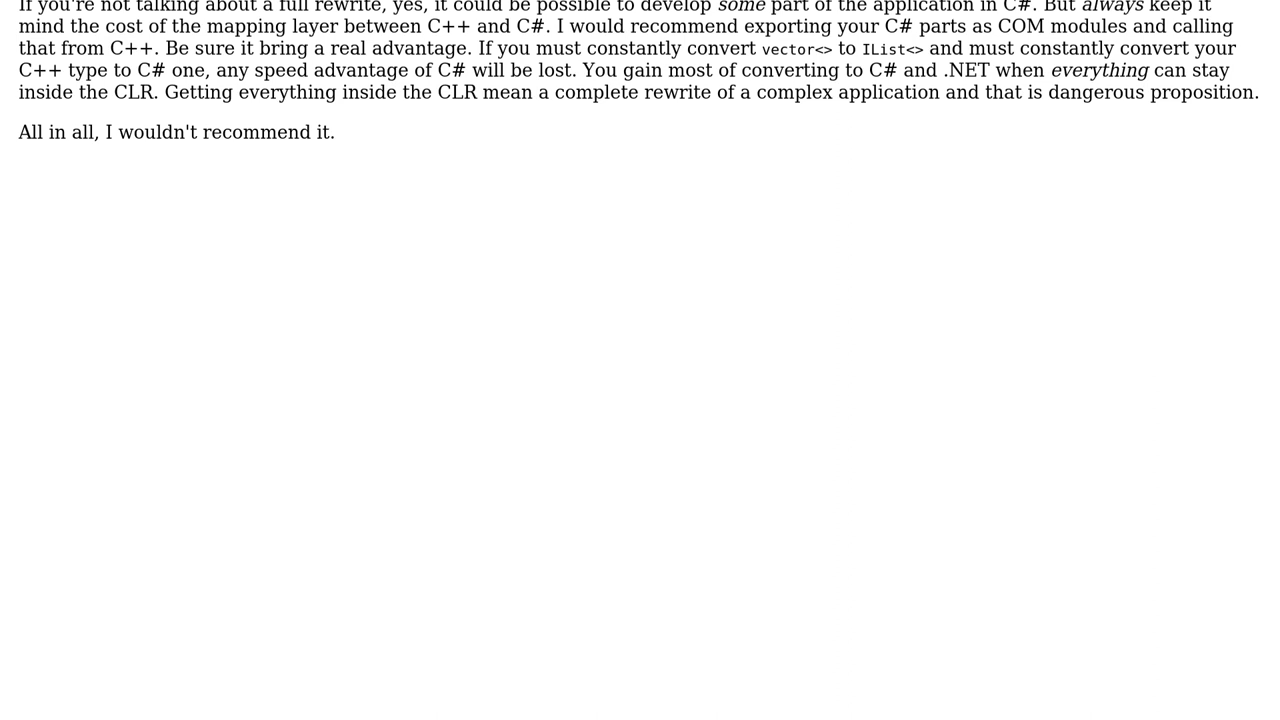 If you're not talking about a full rewrite, yes, it could be possible to develop some part of the application in C#. But always keep it
mind the cost of the mapping layer between C++ and C#. I would recommend exporting your C# parts as COM modules and calling
that from C++. Be sure it bring a real advantage. If you must constantly convert vector<> to IList<> and must constantly convert your
C++ type to C# one, any speed advantage of C# will be lost. You gain most of converting to C# and .NET when everything can stay
inside the CLR. Getting everything inside the CLR mean a complete rewrite of a complex application and that is dangerous proposition.
All in all, I wouldn't recommend it.